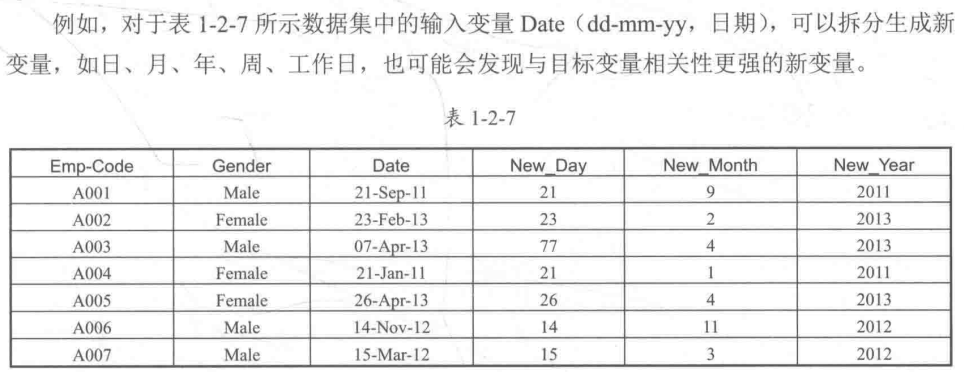 例如，对于表 1-2-7 所示数据集中的输入变量 Date（dd-mm-yy，日期），可以拆分生成新
变量，如日、月、年、周、工作日，也可能会发现与目标变量相关性更强的新变量。
表 1-2-7
Emp-Code Gender Date New_Day New_Month New_Year
A001 Male 21-Sep-11 21 9 2011
A002 Female 23-Feb-13 23 2 2013
A003 Male 07-Apr-13 77 4 2013
A004 Female 21-Jan-11 21 1 2011
A005 Female 26-Apr-13 26 4 2013
A006 Male 14-Nov-12 14 11 2012
A007 Male 15-Mar-12 15 3 2012